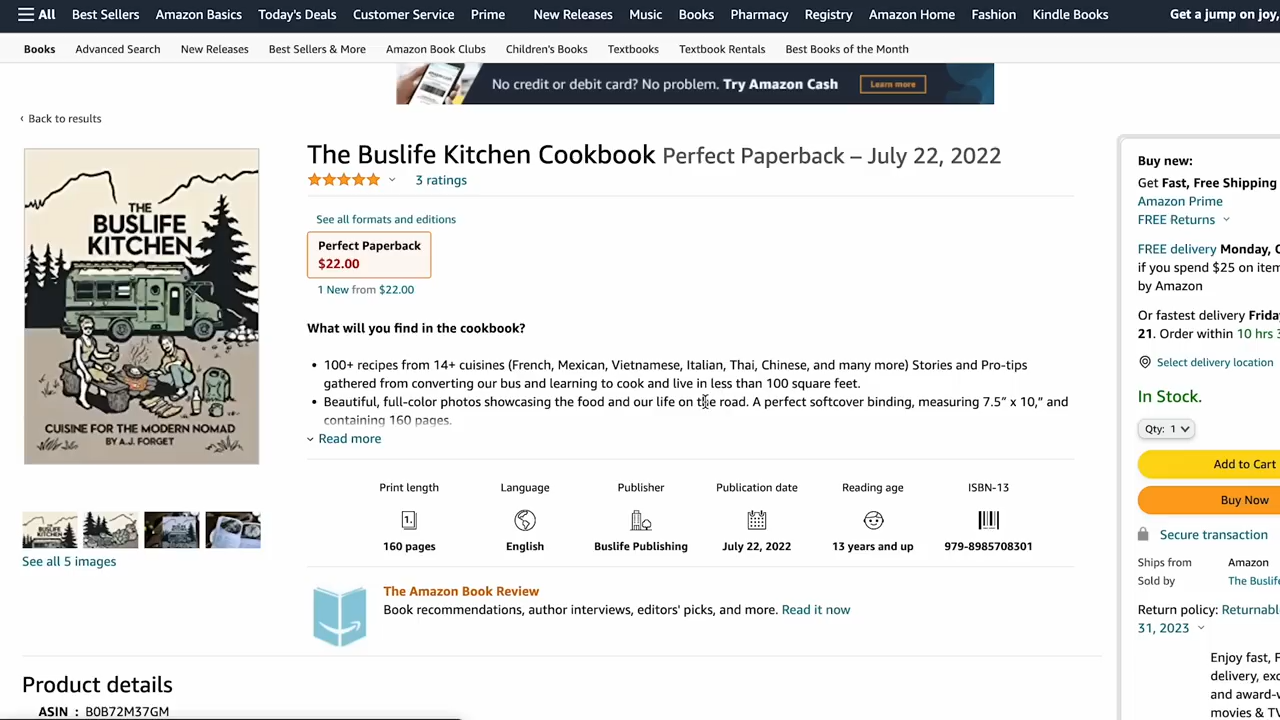 All Best Sellers Amazon Basics Today's Deals Customer Service Prime New Releases Music Books Pharmacy Registry Amazon Home Fashion Kindle Books Get a jump on joy,
Books Advanced Search New Releases Best Sellers & More Amazon Book Clubs Children's Books Textbooks Textbook Rentals Best Books of the Month
No credit or debit card? No problem. Try Amazon Cash Learn more
‹ Back to results
THE
BUSLIFE
KITCHEN
CUISINE FOR THE MODERN NOMAD
BY A.J. FORGET
See all 5 images
The Buslife Kitchen Cookbook Perfect Paperback – July 22, 2022
3 ratings
See all formats and editions
Perfect Paperback
$22.00
1 New from $22.00
What will you find in the cookbook?
• 100+ recipes from 14+ cuisines (French, Mexican, Vietnamese, Italian, Thai, Chinese, and many more) Stories and Pro-tips
gathered from converting our bus and learning to cook and live in less than 100 square feet.
• Beautiful, full-color photos showcasing the food and our life on the road. A perfect softcover binding, measuring 7.5” x 10,” and
containing 160 pages.
Read more
Print length Language Publisher Publication date Reading age ISBN-13
160 pages English Buslife Publishing July 22, 2022 13 years and up 979-8985708301
The Amazon Book Review
Book recommendations, author interviews, editors' picks, and more. Read it now
Product details
ASIN : B0B72M37GM
Buy new:
Get Fast, Free Shipping
Amazon Prime
FREE Returns
FREE delivery Monday,
if you spend $25 on
by Amazon
Or fastest delivery
21. Order within 10 hrs
Select delivery location
In Stock.
Qty: 1
Add to Cart
Buy Now
Secure transaction
Ships from Amazon
Sold by The
Return policy:
31, 2023
Enjoy fast,
delivery,
and
movies &